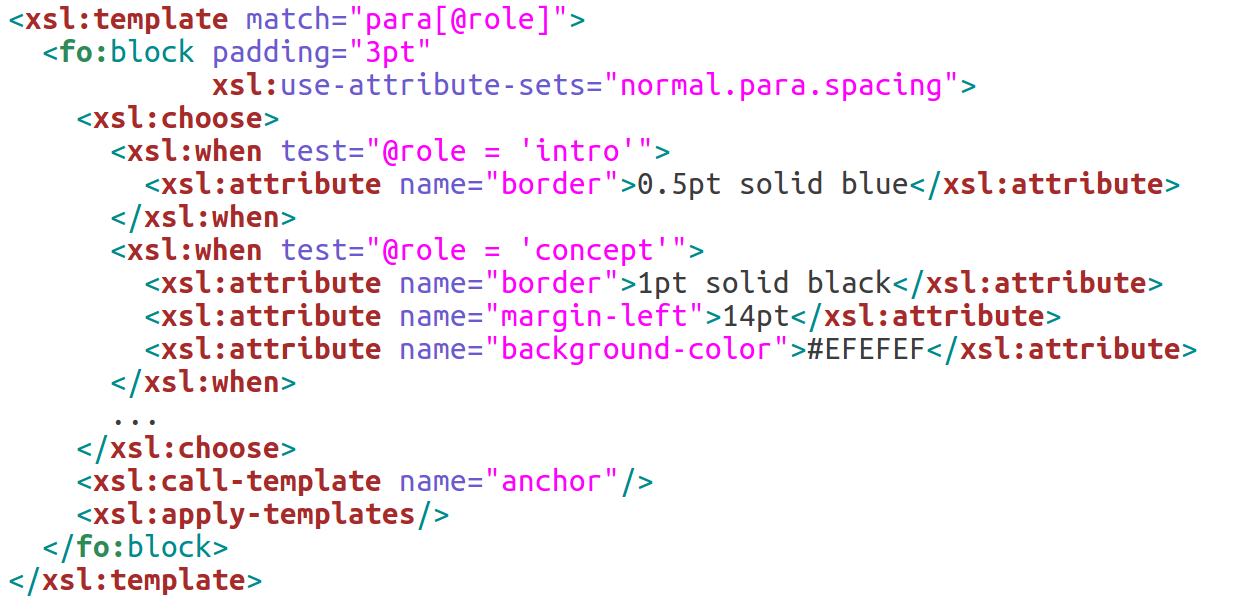 <xsl:template match="para[@role]">
  <fo:block padding="3pt"
            xsl:use-attribute-sets="normal.para.spacing">
    <xsl:choose>
      <xsl:when test="@role = 'intro'">
        <xsl:attribute name="border">0.5pt solid blue</xsl:attribute>
      </xsl:when>
      <xsl:when test="@role = 'concept'">
        <xsl:attribute name="border">1pt solid black</xsl:attribute>
        <xsl:attribute name="margin-left">14pt</xsl:attribute>
        <xsl:attribute name="background-color">#EFEFEF</xsl:attribute>
      </xsl:when>
      ...
    </xsl:choose>
    <xsl:call-template name="anchor"/>
    <xsl:apply-templates/>
  </fo:block>
</xsl:template>